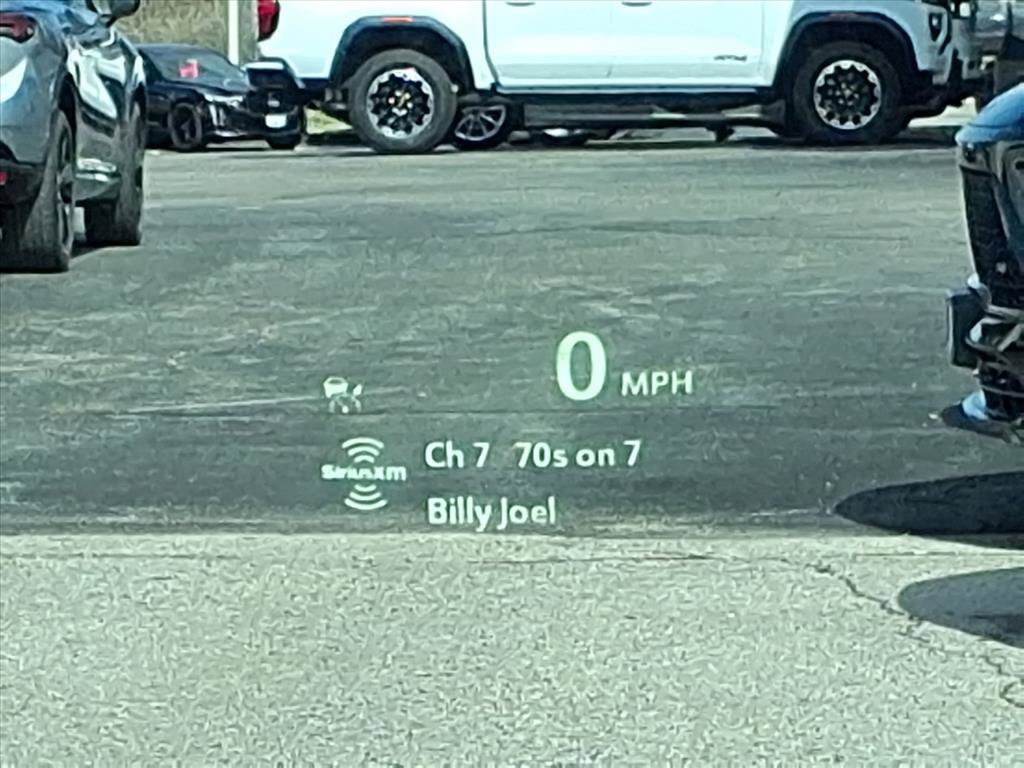 0 MPH
SiriusXM Ch 7 70s on 7
Billy Joel